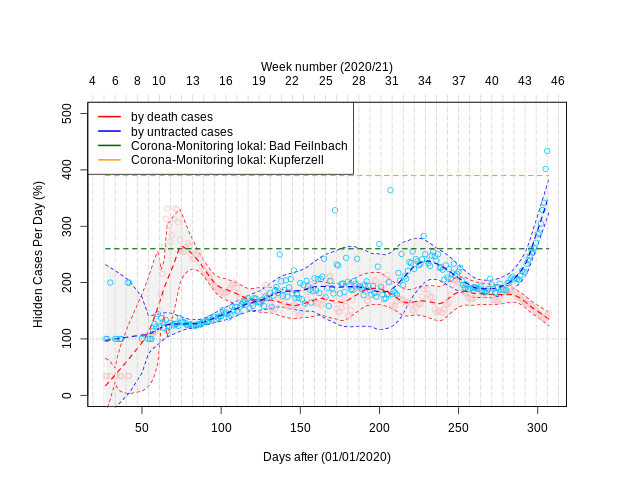 Week number (2020/21)
4 6 8 10 13 16 19 22 25 28 31 34 37 40 43 46
by death cases
by untracted cases
Corona-Monitoring lokal: Bad Feilnbach
Corona-Monitoring lokal: Kupferzell
Hidden Cases Per Day (%)
500
400
300
200
100
0
50 100 150 200 250 300
Days after (01/01/2020)